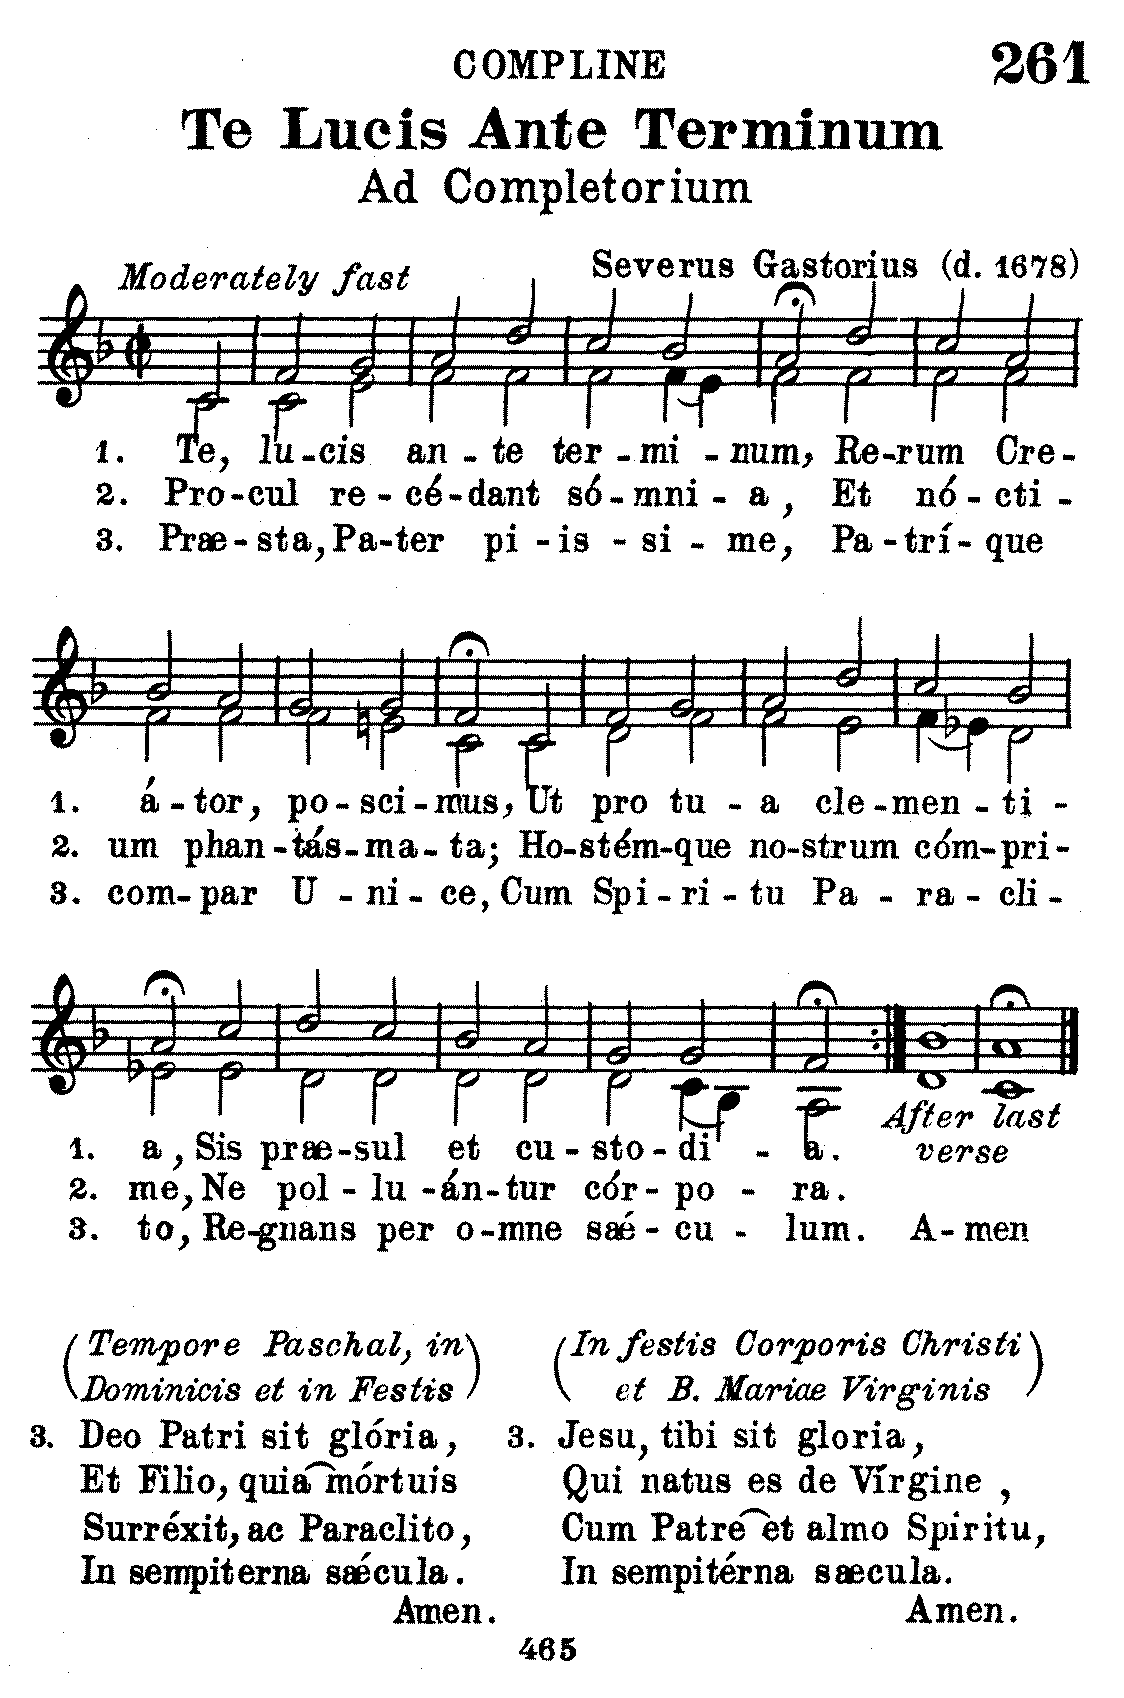 COMPLINE 261
Te Lucis Ante Terminum
Ad Completorium
Moderately fast Severus Gastorius (d. 1678)
1. Te, lu-cis an-te ter-mi-num, Re-rum Cre-
2. Pro-cul re-cé-dant só-mni-a, Et nó-cti-
3. Præ-sta, Pa-ter pi-is-si-me, Pa-trí-que
1. á-tor, po-sci-mus, Ut pro tu-a cle-men-ti-
2. um phan-tás-ma-ta; Ho-stém-que no-strum cóm-pri-
3. com-par U-ni-ce, Cum Spi-ri-tu Pa-ra-cli-
1. a, Sis præ-sul et cu-sto-di-a. After last verse
2. me, Ne pol-lu-án-tur cór-po-ra.
3. to, Re-gnans per o-mne sǽ-cu-lum. A-men
(Tempore Paschal, in
Dominicis et in Festis)
3. Deo Patri sit glória,
Et Filio, quia mórtuis
Surréxit, ac Paraclito,
In sempiterna sǽcula.
Amen.
(In festis Corporis Christi
et B. Mariae Virginis)
3. Jesu, tibi sit gloria,
Qui natus es de Vírgine,
Cum Patre et almo Spiritu,
In sempitérna sæcula.
Amen.
465